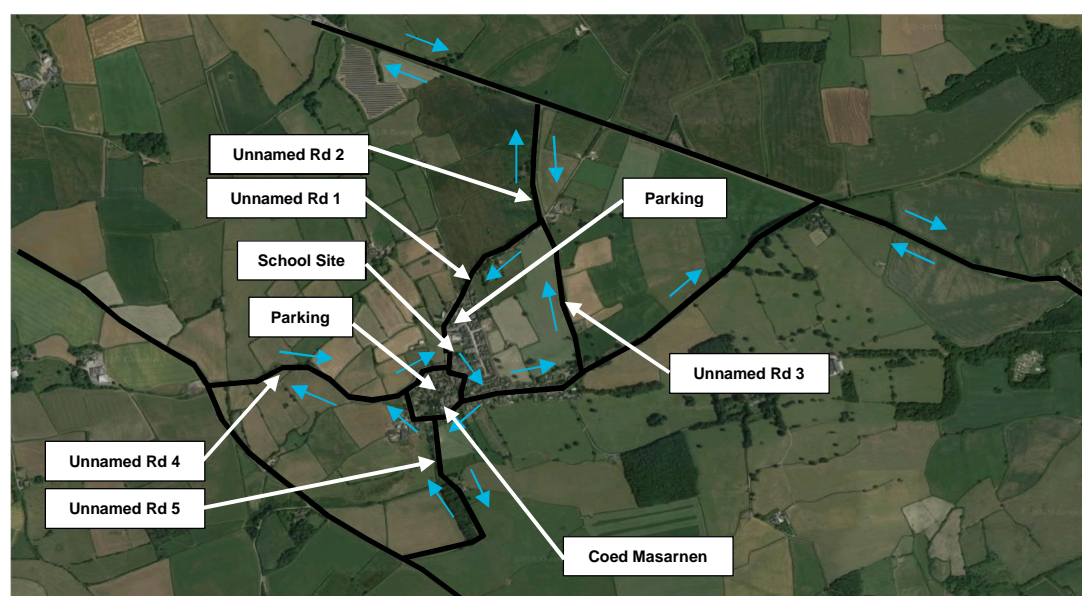 Unnamed Rd 2
Unnamed Rd 1
Parking
School Site
Parking
Unnamed Rd 3
Unnamed Rd 4
Unnamed Rd 5
Coed Masarnen